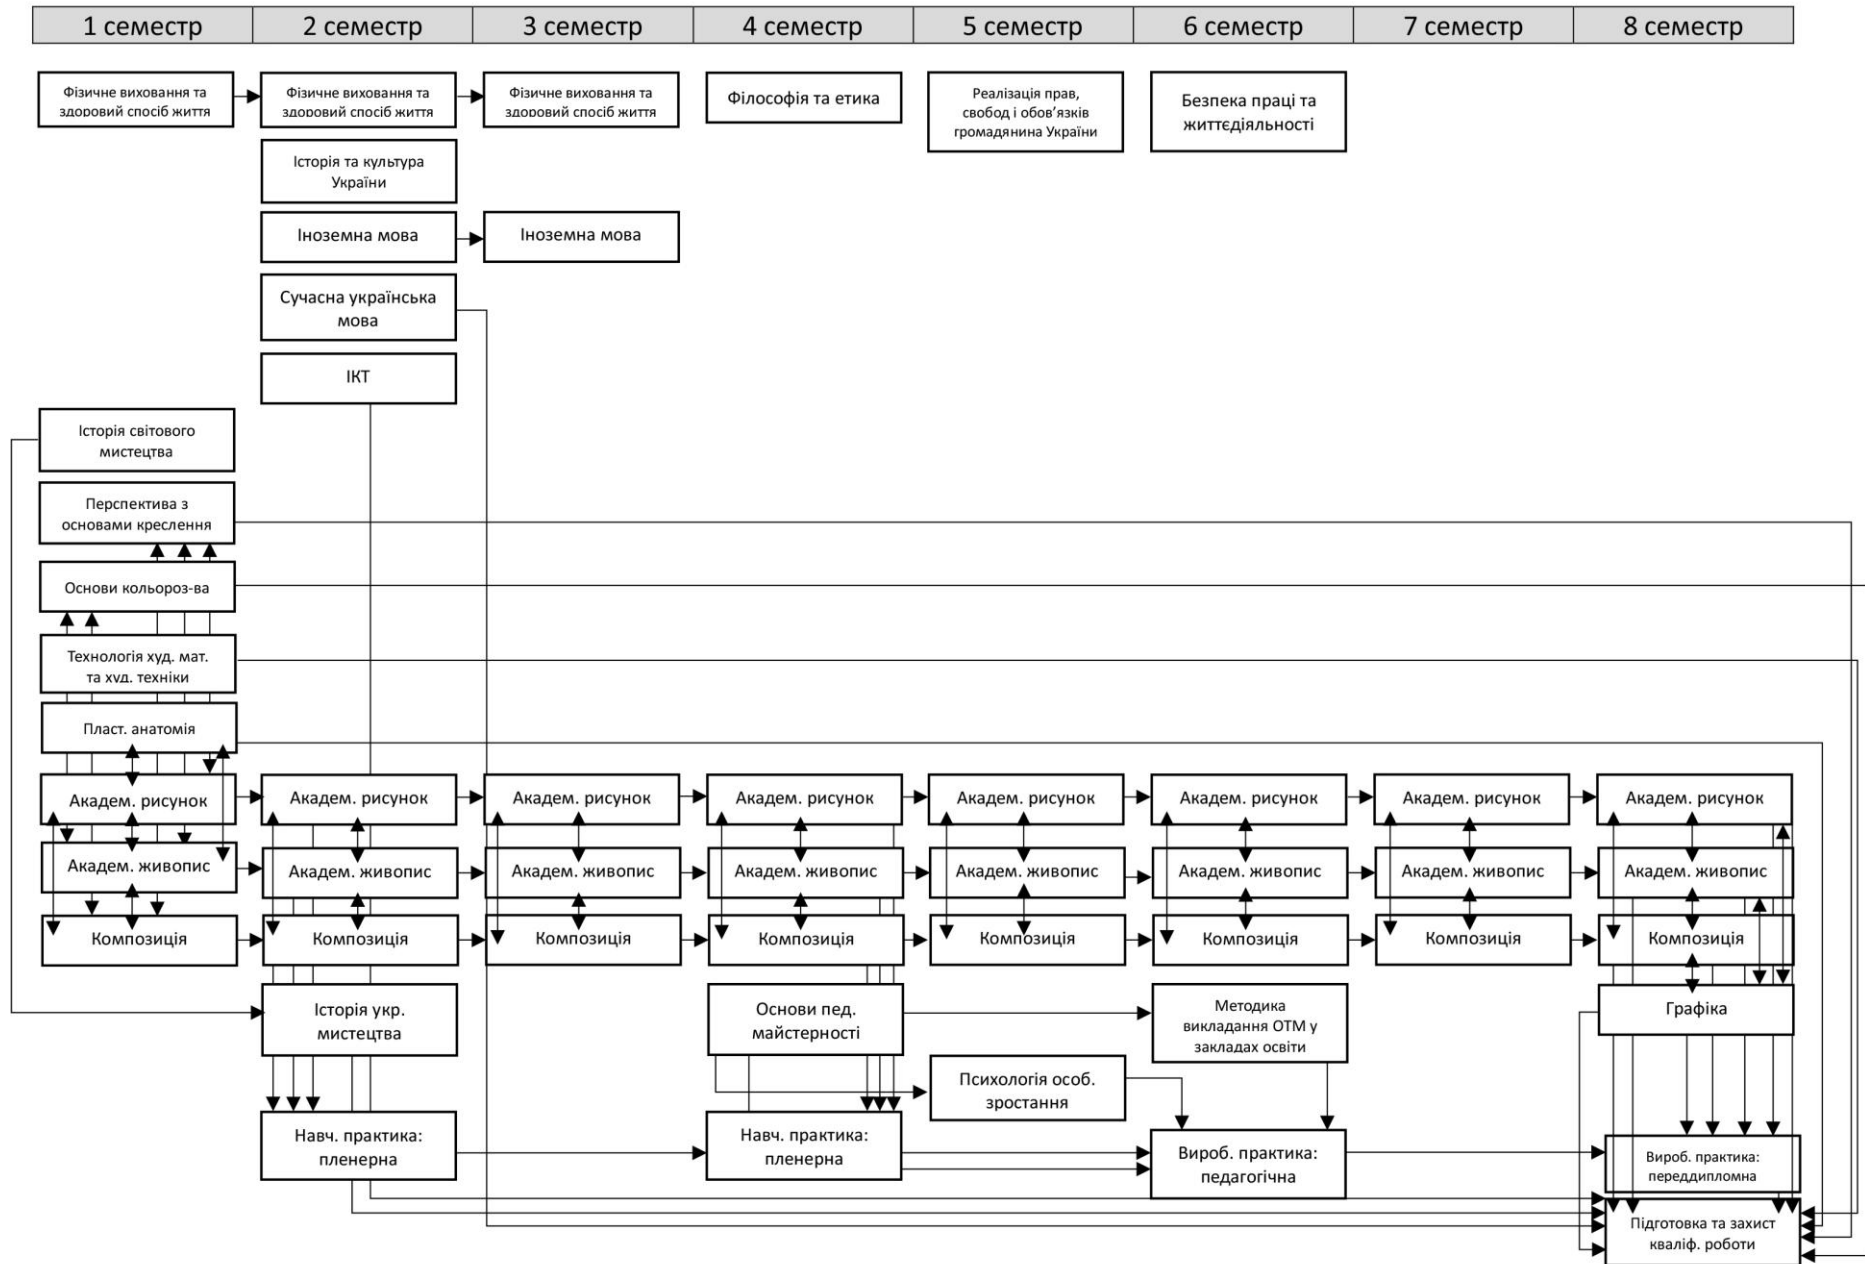 1 семестр
2 семестр
3 семестр
4 семестр
5 семестр
6 семестр
7 семестр
8 семестр
Фізичне виховання та
здоровий спосіб життя
Фізичне виховання та
здоровий спосіб життя
Фізичне виховання та
здоровий спосіб життя
Філософія та етика
Реалізація прав,
свобод і обов’язків
громадянина України
Безпека праці та
життєдіяльності
Історія та культура
України
Іноземна мова
Іноземна мова
Сучасна українська
мова
ІКТ
Історія світового
мистецтва
Перспектива з
основами креслення
Основи кольороз-ва
Технологія худ. мат.
та худ. техніки
Пласт. анатомія
Академ. рисунок
Академ. рисунок
Академ. рисунок
Академ. рисунок
Академ. рисунок
Академ. рисунок
Академ. рисунок
Академ. рисунок
Академ. живопис
Академ. живопис
Академ. живопис
Академ. живопис
Академ. живопис
Академ. живопис
Академ. живопис
Академ. живопис
Композиція
Композиція
Композиція
Композиція
Композиція
Композиція
Композиція
Композиція
Історія укр.
мистецтва
Основи пед.
майстерності
Методика
викладання ОТМ у
закладах освіти
Графіка
Психологія особ.
зростання
Навч. практика:
пленерна
Навч. практика:
пленерна
Вироб. практика:
педагогічна
Вироб. практика:
переддипломна
Підготовка та захист
кваліф. роботи